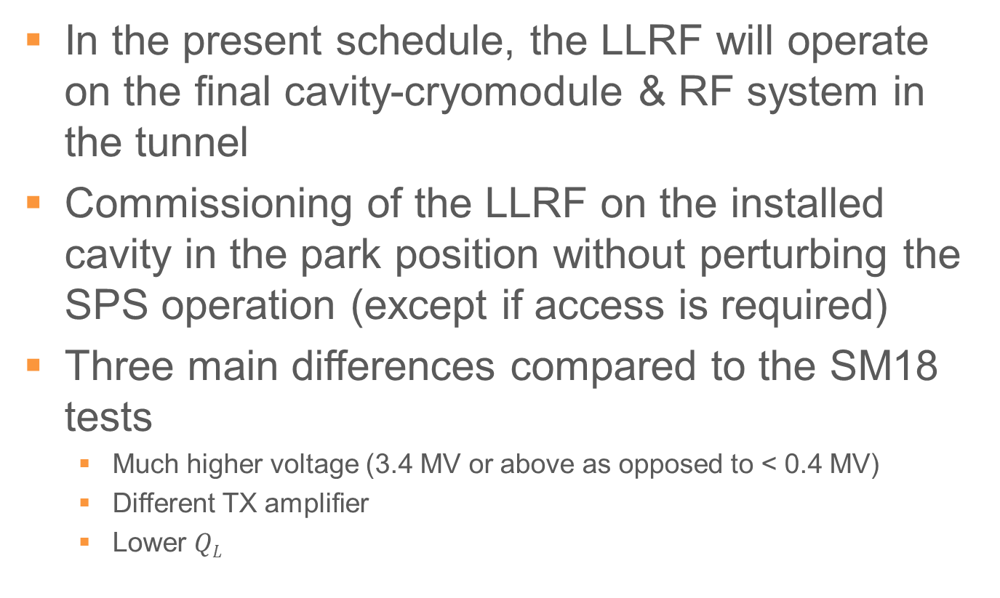 ▪ In the present schedule, the LLRF will operate
on the final cavity-cryomodule & RF system in
the tunnel
▪ Commissioning of the LLRF on the installed
cavity in the park position without perturbing the
SPS operation (except if access is required)
▪ Three main differences compared to the SM18
tests
▪ Much higher voltage (3.4 MV or above as opposed to < 0.4 MV)
▪ Different TX amplifier
▪ Lower Q_L